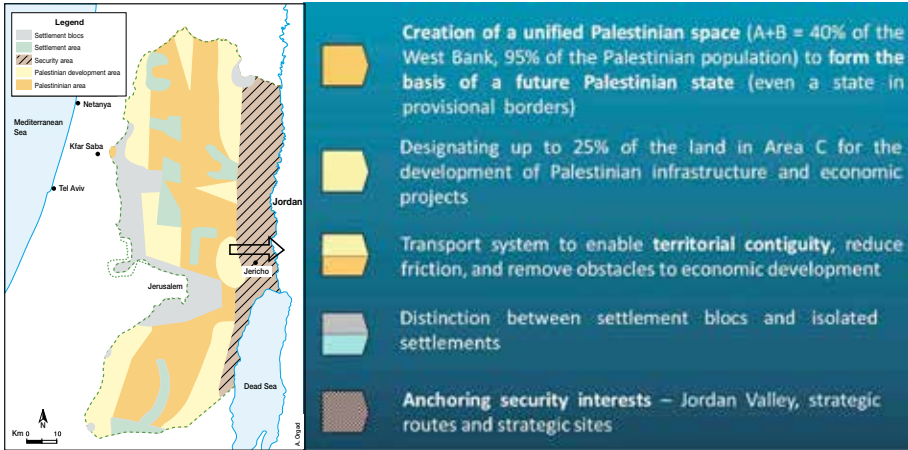 Legend
Settlement blocs
Settlement area
Security area
Palestinian development area
Palestininian area
Netanya
Mediterranean
Sea
Kfar Saba
Tel Aviv
Jordan
Jericho
Jerusalem
Dead Sea
N
Km 0 10
A. Orgad
Creation of a unified Palestinian space (A+B = 40% of the
West Bank, 95% of the Palestinian population) to form the
basis of a future Palestinian state (even a state in
provisional borders)
Designating up to 25% of the land in Area C for the
development of Palestinian infrastructure and economic
projects
Transport system to enable territorial contiguity, reduce
friction, and remove obstacles to economic development
Distinction between settlement blocs and isolated
settlements
Anchoring security interests – Jordan Valley, strategic
routes and strategic sites